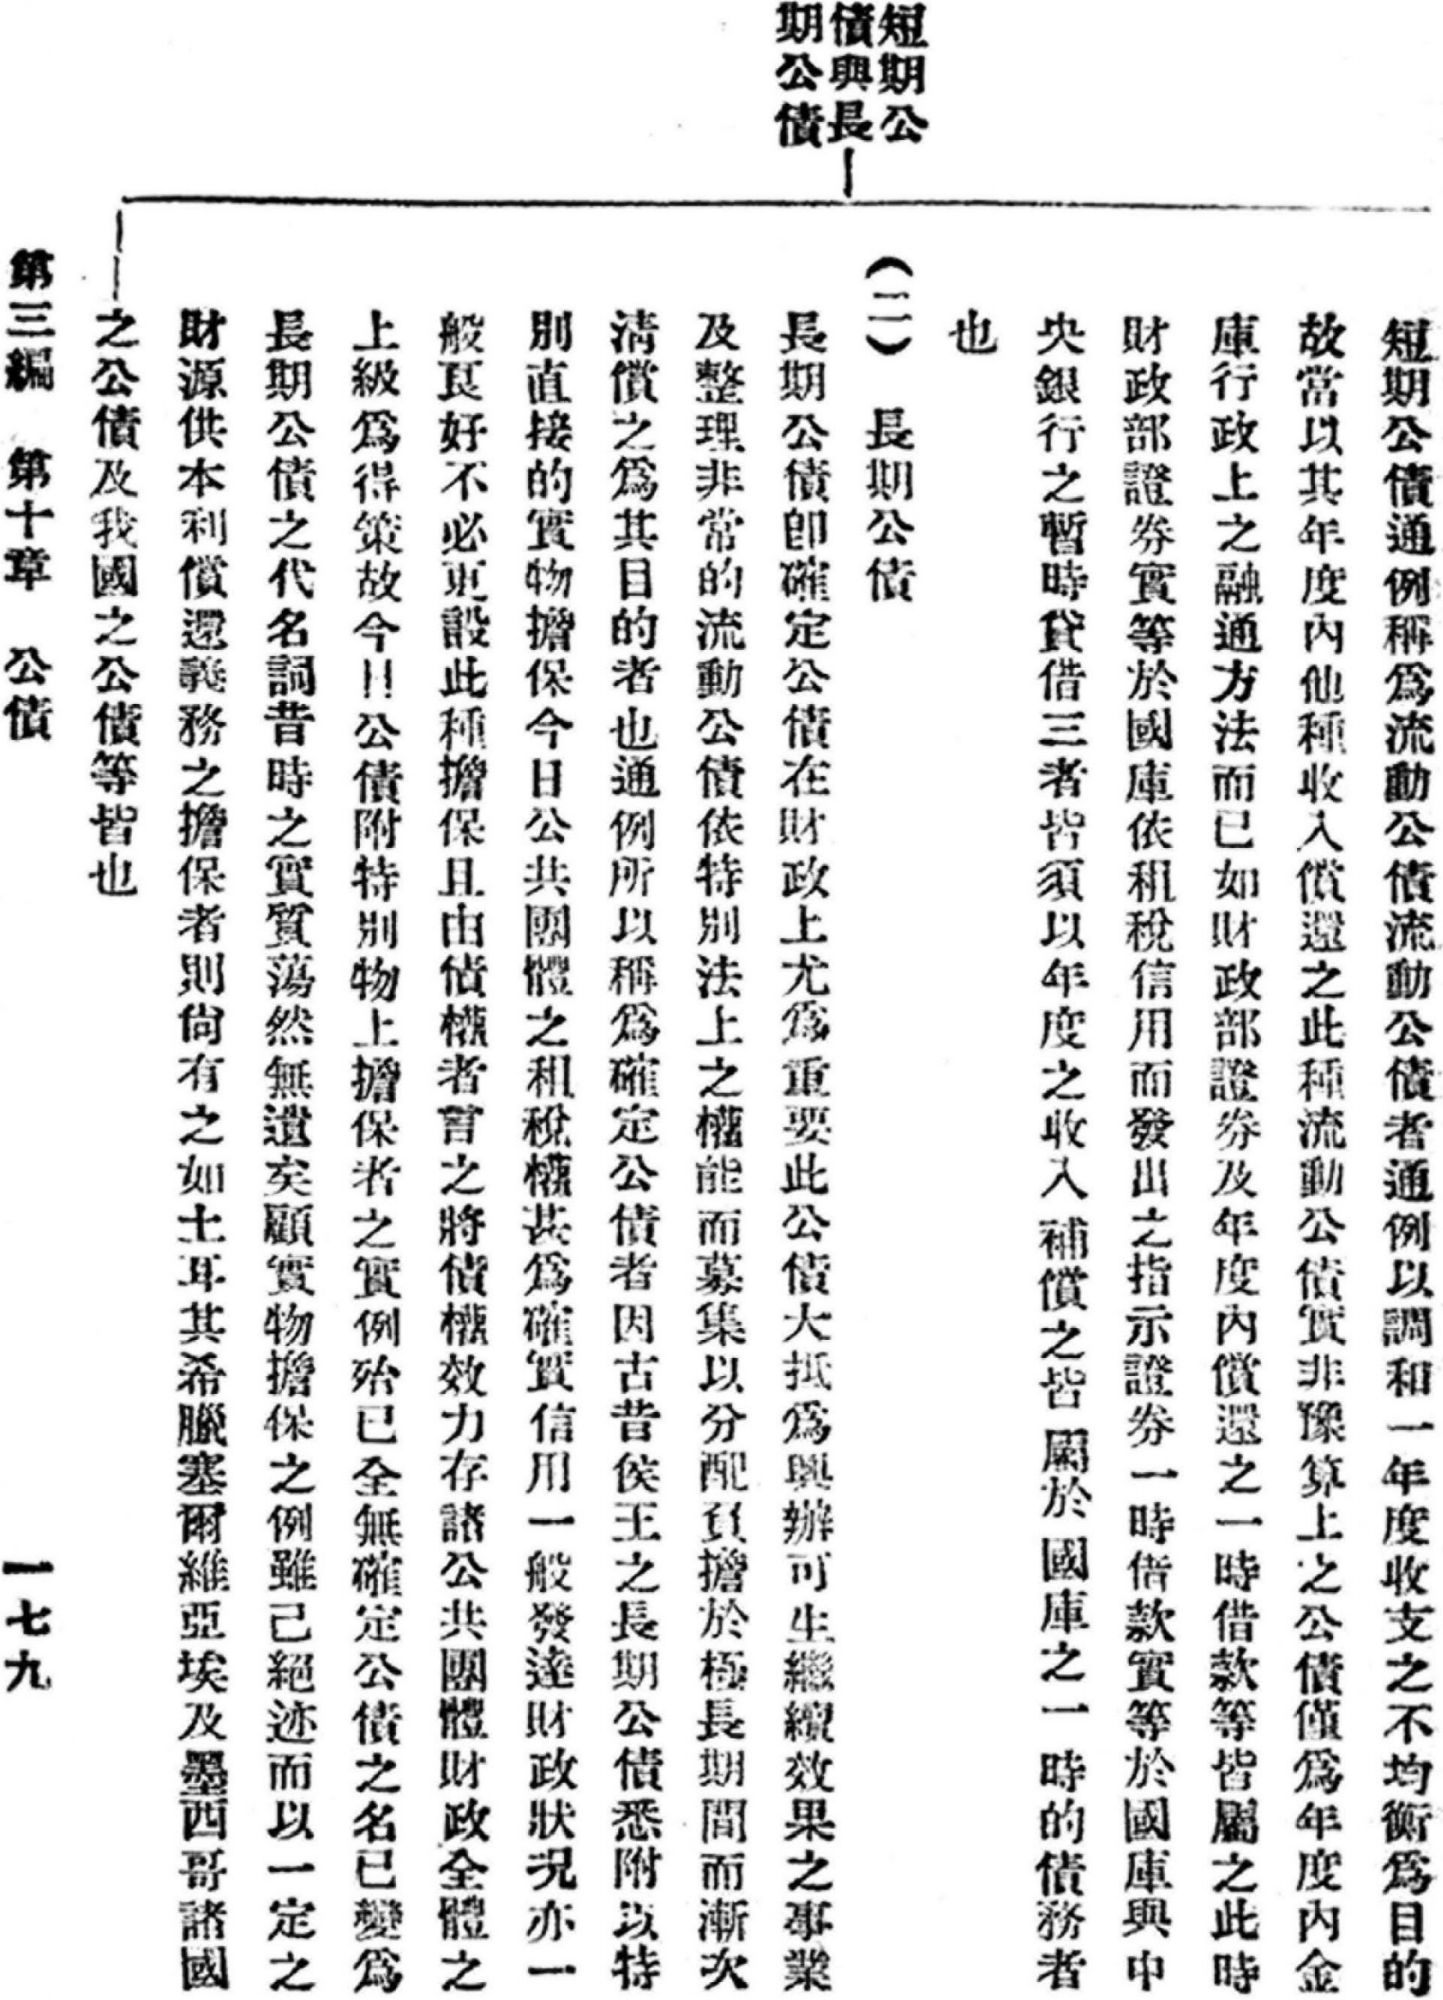 短期公
債與長
期公債
短期公債通例稱爲流動公債流動公債者通例以調和一年度收支之不均衡爲目的
故當以其年度內他種收入償還之此種流動公債實非豫算上之公債僅爲年度內金
庫行政上之融通方法而已如財政部證券及年度內償還之一時借款等皆屬之此時
財政部證券實等於國庫依租稅信用而發出之指示證券一時借款實等於國庫與中
央銀行之暫時貸借三者皆須以年度之收入補償之皆屬於國庫之一時的債務者
也
（二）　長期公債
長期公債卽確定公債在財政上尤爲重要此公債大抵爲興辦可生繼續效果之事業
及整理非常的流動公債依特別法上之權能而募集以分配負擔於極長期間而漸次
淸償之爲其目的者也通例所以稱爲確定公債者因古昔侯王之長期公債悉附以特
別直接的實物擔保今日公共團體之租稅權甚爲確實信用一般發達財政狀況亦一
般良好不必更設此種擔保且由債權者言之將債權效力存諸公共團體財政全體之
上級爲得策故今日公債附特別物上擔保者之實例殆已全無確定公債之名已變爲
長期公債之代名詞昔時之實質蕩然無遺矣顧實物擔保之例雖已絕迹而以一定之
財源供本利償還義務之擔保者則尙有之如土耳其希臘塞爾維亞埃及墨西哥諸國
之公債及我國之公債等皆也
第三編　第十章　公債
一七九